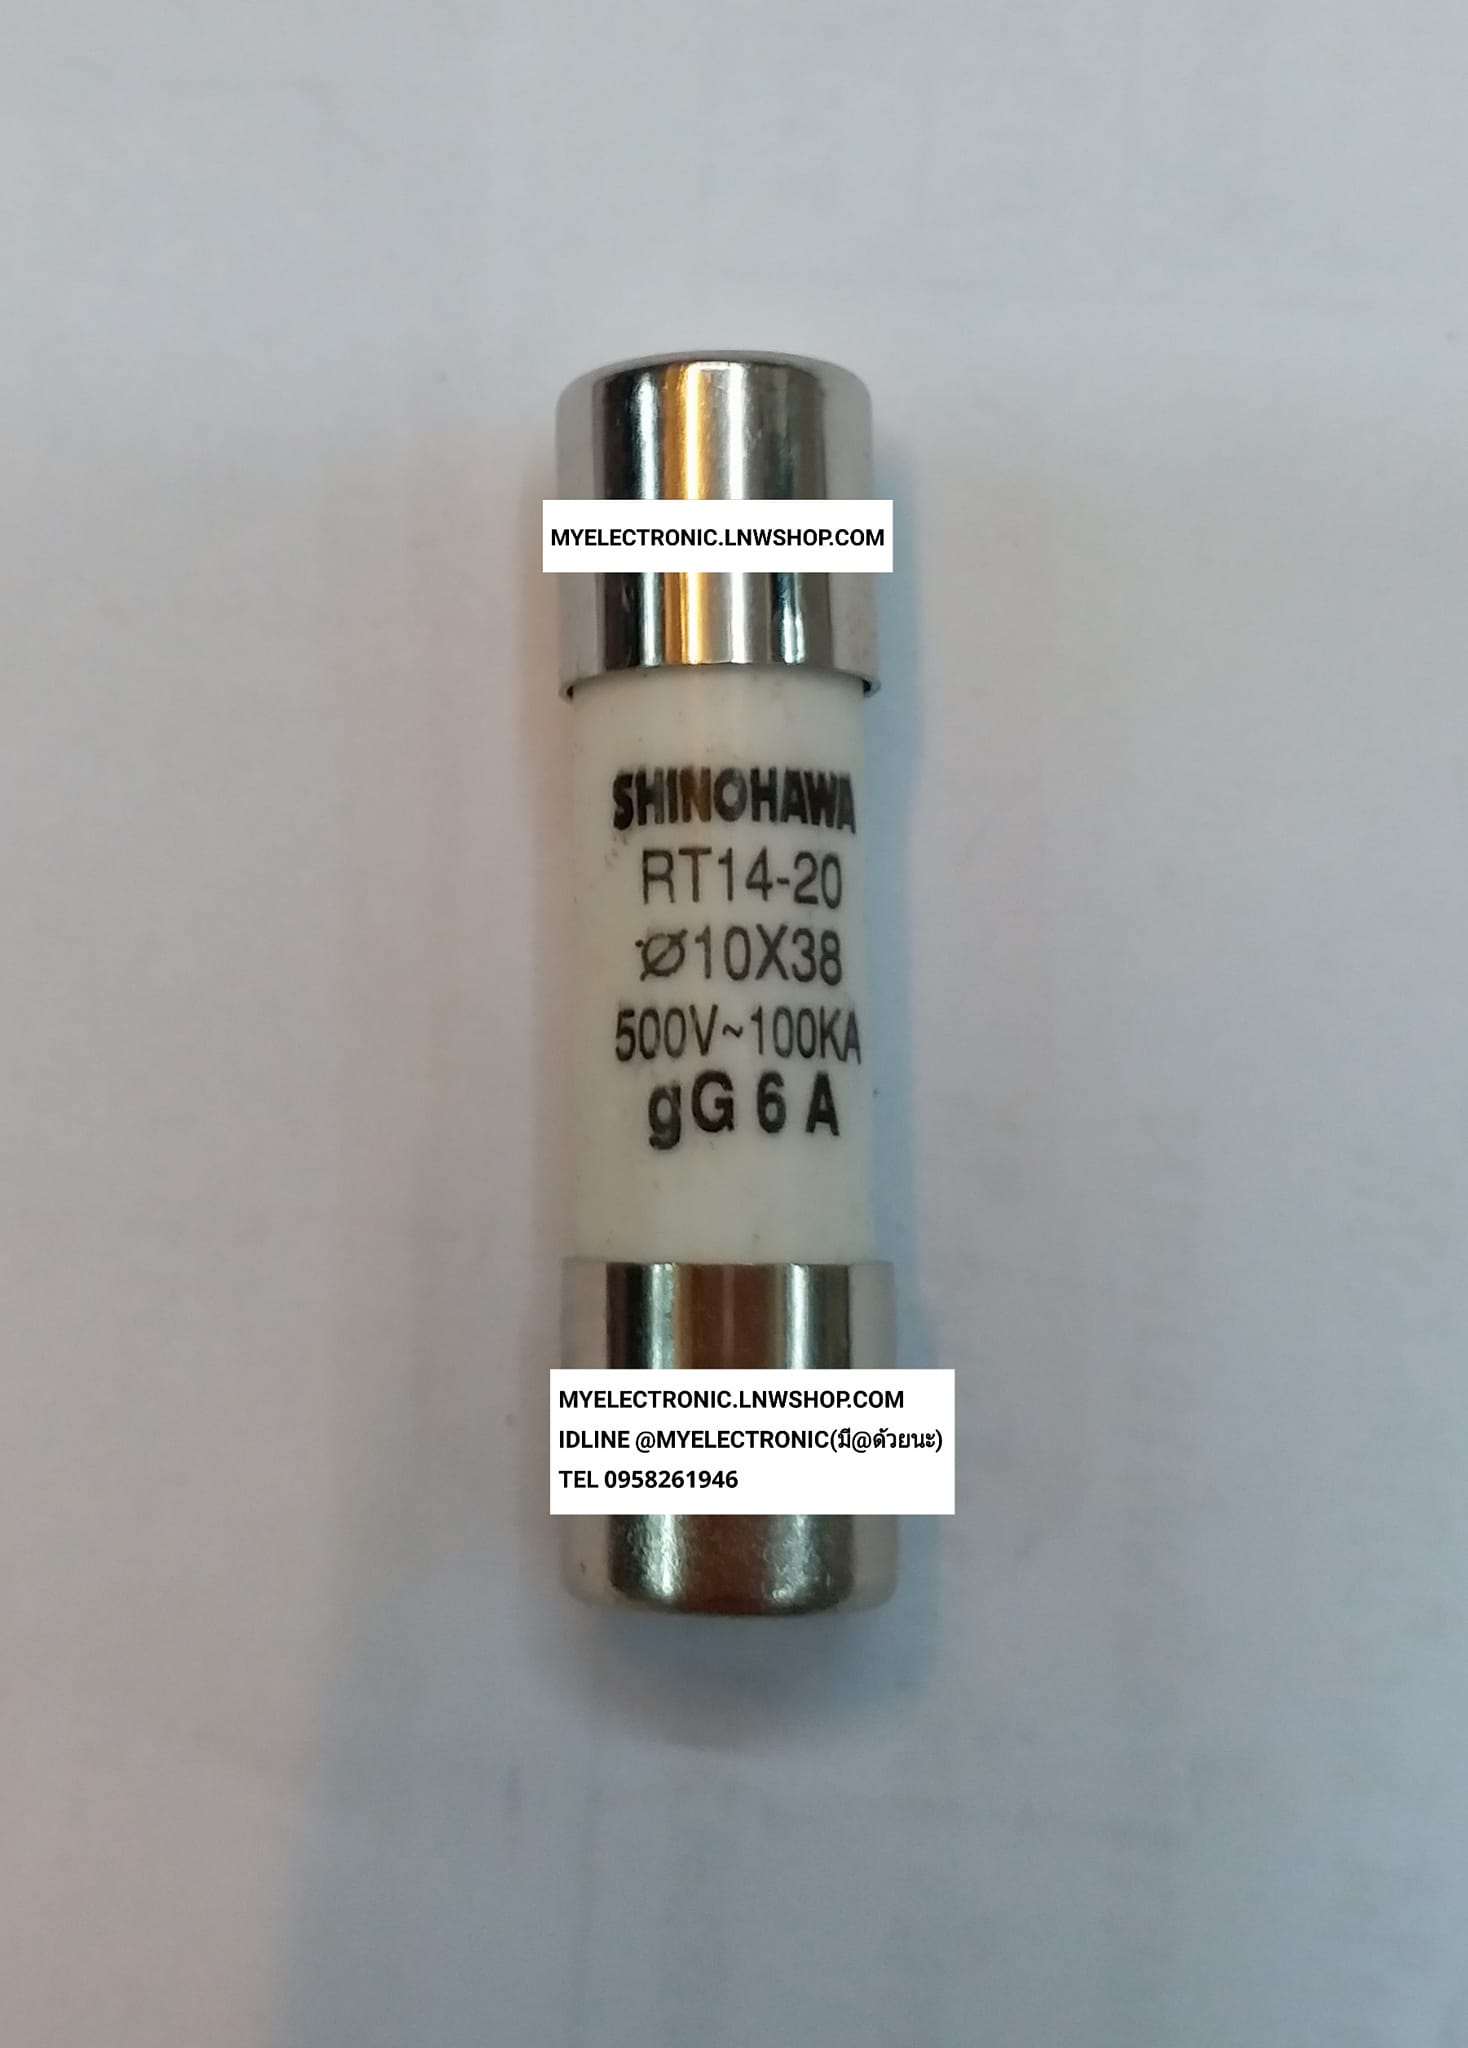 MYELECTRONIC.LNWSHOP.COM
SHINOHAWA
RT14-20
Ø10X38
500V~100KA
gG 6 A
MYELECTRONIC.LNWSHOP.COM
IDLINE @MYELECTRONIC(มี@ด้วยนะ)
TEL 0958261946